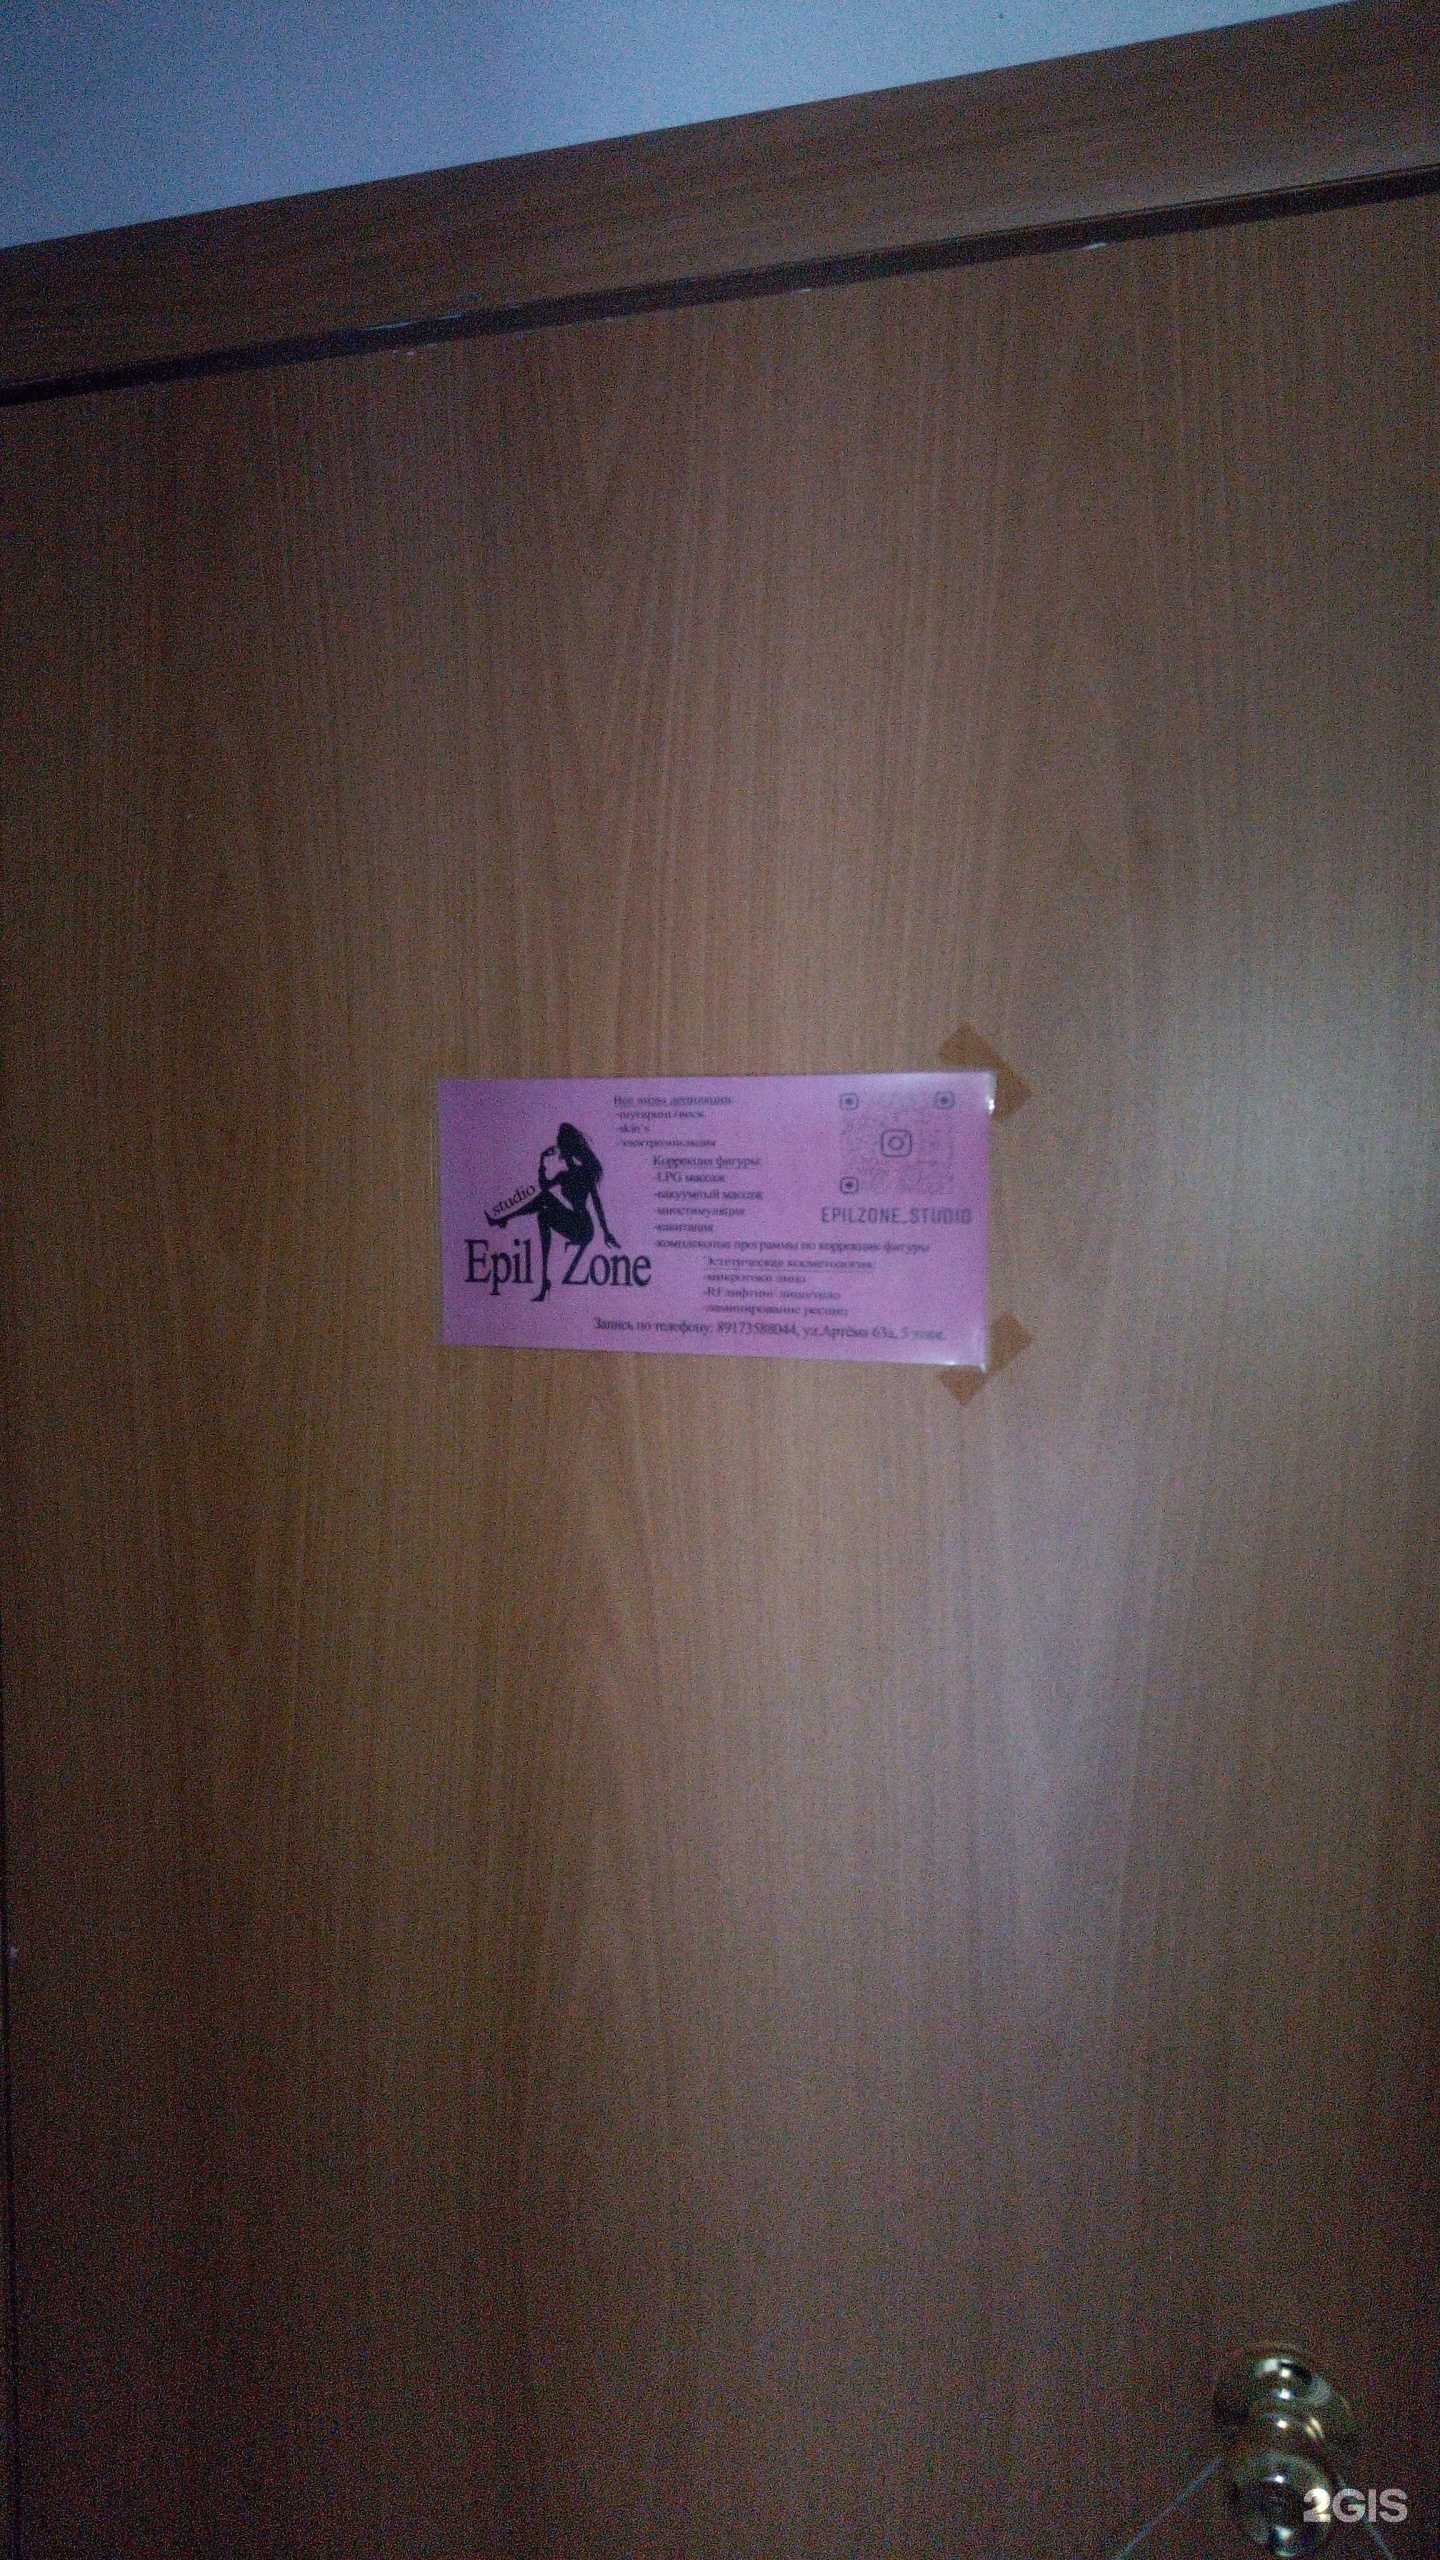 Все виды депиляции
-шугаринг/воск
-skin's
-электроэпиляция
Коррекция фигуры:
-LPG массаж
-вакуумный массаж
-миостимуляция
-кавитация
-комплексные программы по коррекции фигуры
Эстетическая косметология:
-микротоки лица
-RF лифтинг лицо/тело
-ламинирование ресниц
Запись по телефону: 89173588044, ул.Артёма 63а, 5 этаж.
studio
Epil Zone
EPILZONE_STUDIO
2GIS